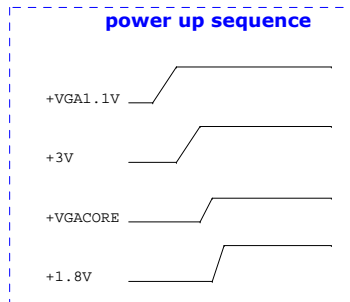 power up sequence
+VGA1.1V
+3V
+VGACORE
+1.8V